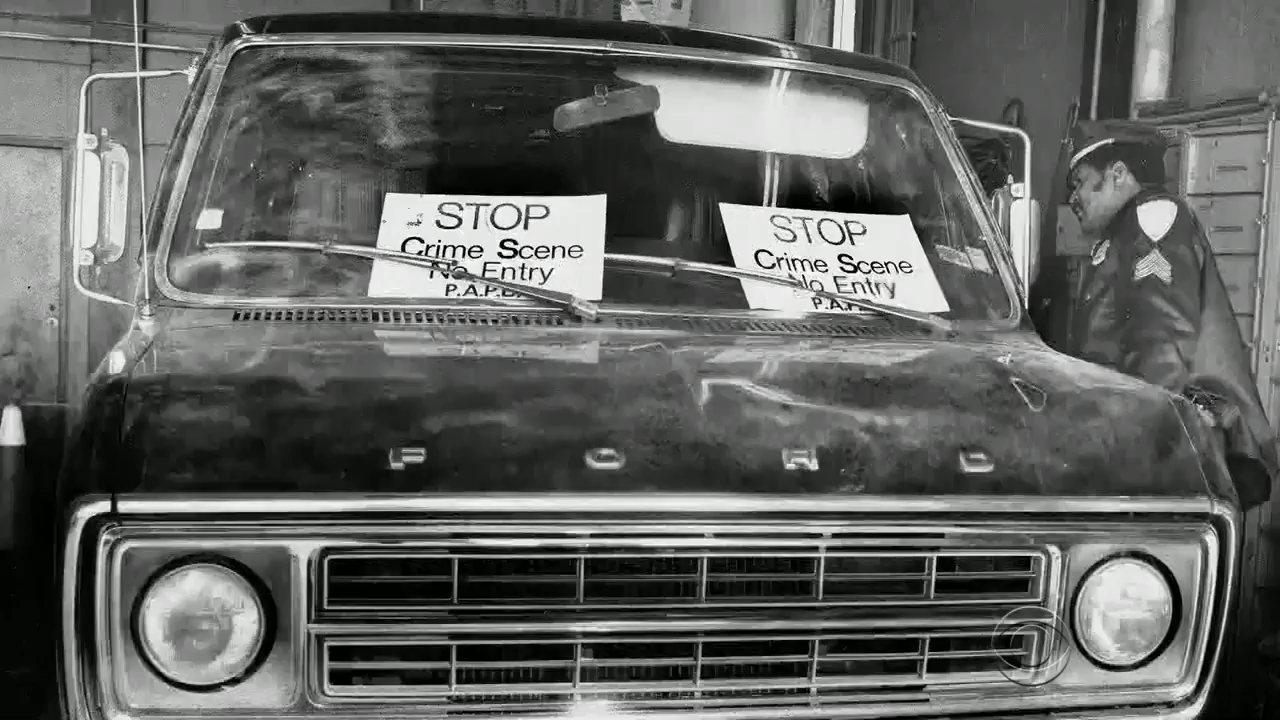 STOP
Crime Scene
No Entry
P.A.P.D.
STOP
Crime Scene
No Entry
P.A.P.
FORD